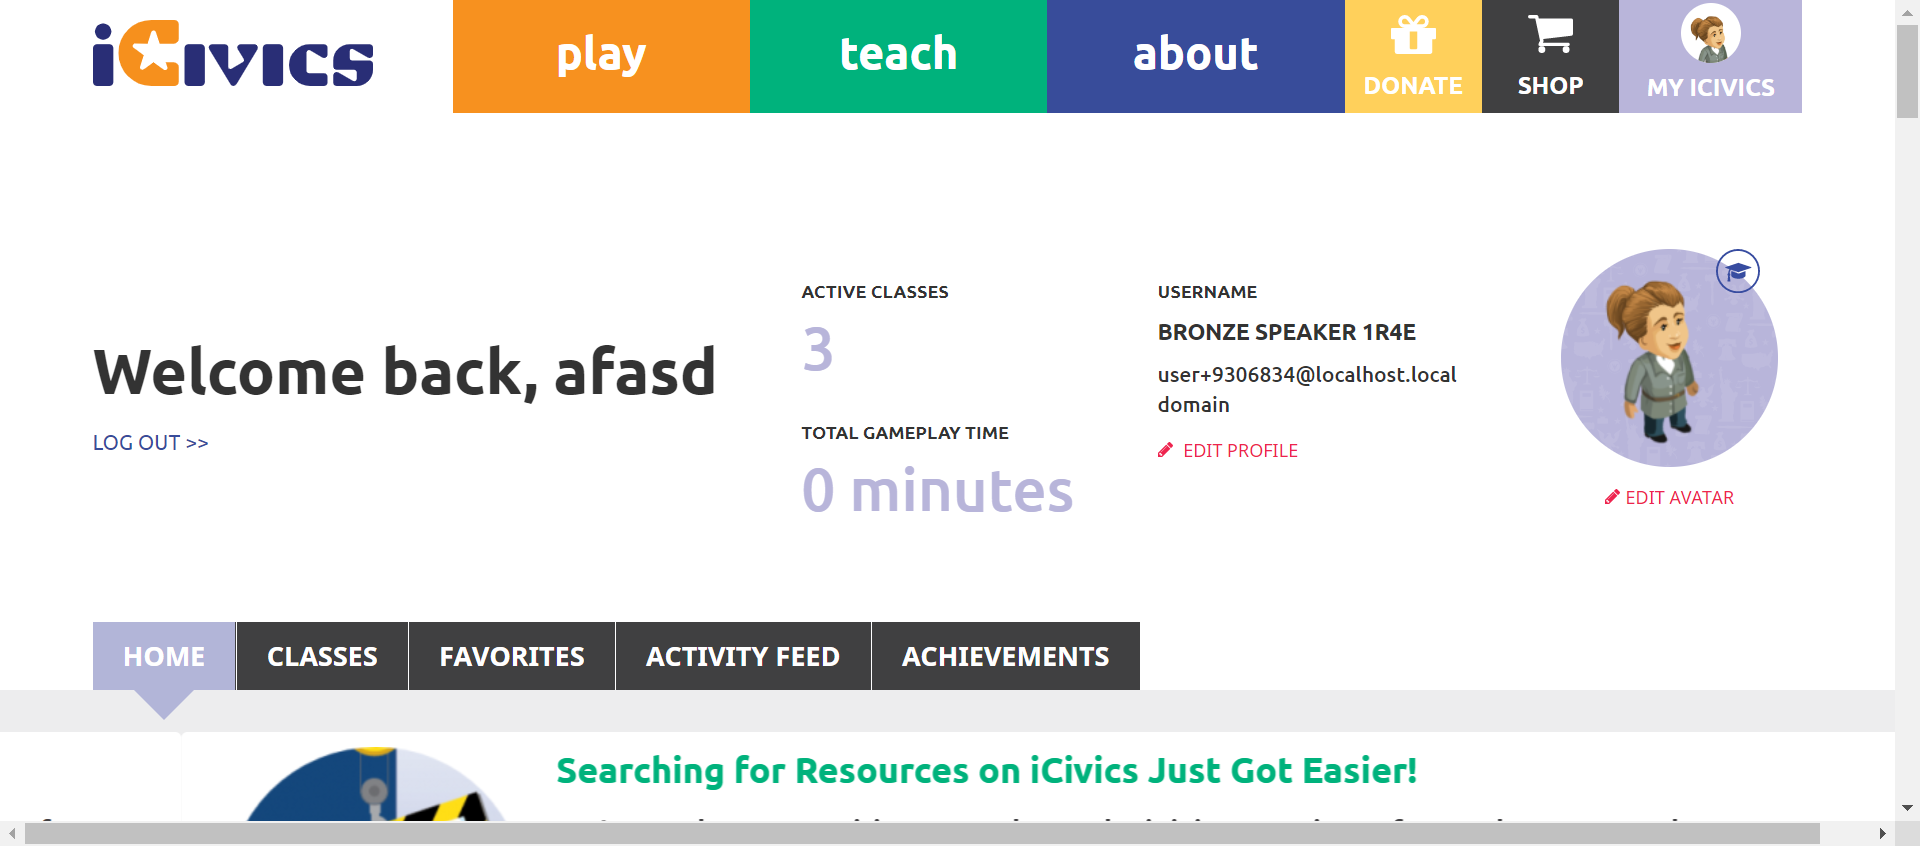 iCivics
play
teach
about
DONATE
SHOP
MY ICIVICS
Welcome back, afasd
LOG OUT >>
ACTIVE CLASSES
3
TOTAL GAMEPLAY TIME
0 minutes
USERNAME
BRONZE SPEAKER 1R4E
user+9306834@localhost.local
domain
EDIT PROFILE
EDIT AVATAR
HOME
CLASSES
FAVORITES
ACTIVITY FEED
ACHIEVEMENTS
Searching for Resources on iCivics Just Got Easier!